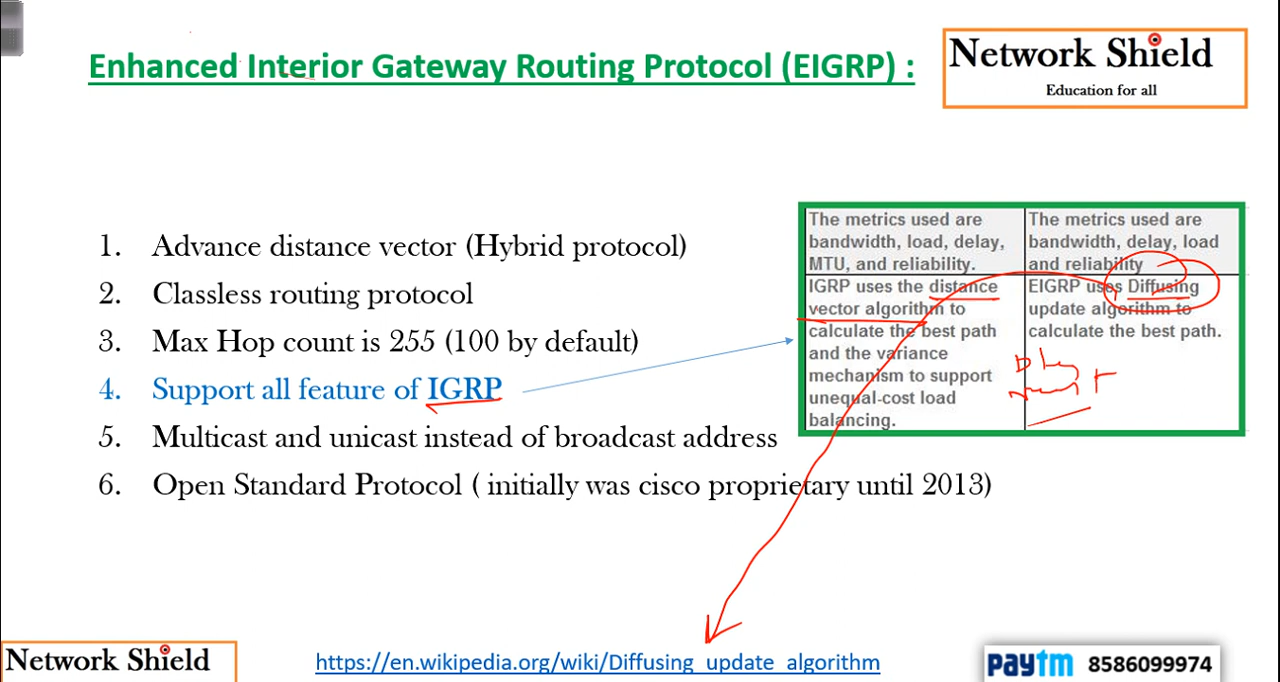 Enhanced Interior Gateway Routing Protocol (EIGRP) :
Network Shield
Education for all
1. Advance distance vector (Hybrid protocol)
2. Classless routing protocol
3. Max Hop count is 255 (100 by default)
4. Support all feature of IGRP
5. Multicast and unicast instead of broadcast address
6. Open Standard Protocol ( initially was cisco proprietary until 2013)
The metrics used are
bandwidth, load, delay,
MTU, and reliability.
The metrics used are
bandwidth, delay, load
and reliability
IGRP uses the distance
vector algorithm to
calculate the best path
and the variance
mechanism to support
unequal-cost load
balancing.
EIGRP uses Diffusing
update algorithm to
calculate the best path.
Network Shield
https://en.wikipedia.org/wiki/Diffusing_update_algorithm
paytm 8586099974